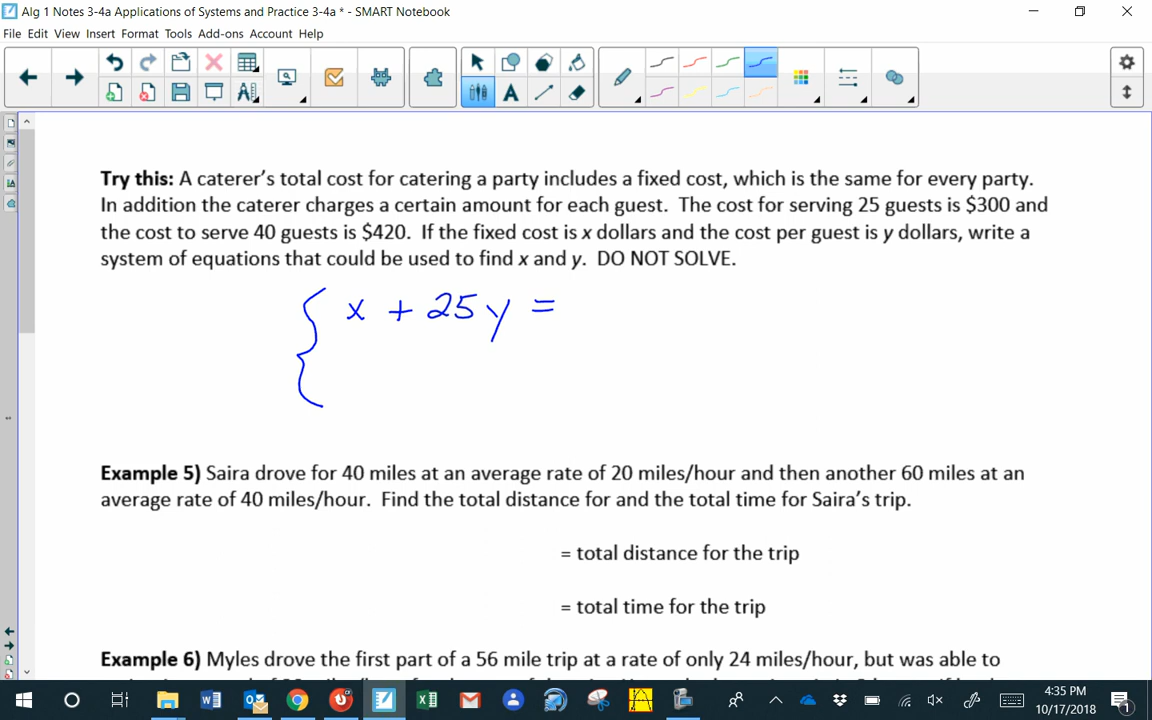 Alg 1 Notes 3-4a Applications of Systems and Practice 3-4a * - SMART Notebook
File Edit View Insert Format Tools Add-ons Account Help
Try this: A caterer's total cost for catering a party includes a fixed cost, which is the same for every party.
In addition the caterer charges a certain amount for each guest. The cost for serving 25 guests is $300 and
the cost to serve 40 guests is $420. If the fixed cost is x dollars and the cost per guest is y dollars, write a
system of equations that could be used to find x and y. DO NOT SOLVE.
{ x + 25y =
Example 5) Saira drove for 40 miles at an average rate of 20 miles/hour and then another 60 miles at an
average rate of 40 miles/hour. Find the total distance for and the total time for Saira's trip.
= total distance for the trip
= total time for the trip
Example 6) Myles drove the first part of a 56 mile trip at a rate of only 24 miles/hour, but was able to
4:35 PM
10/17/2018